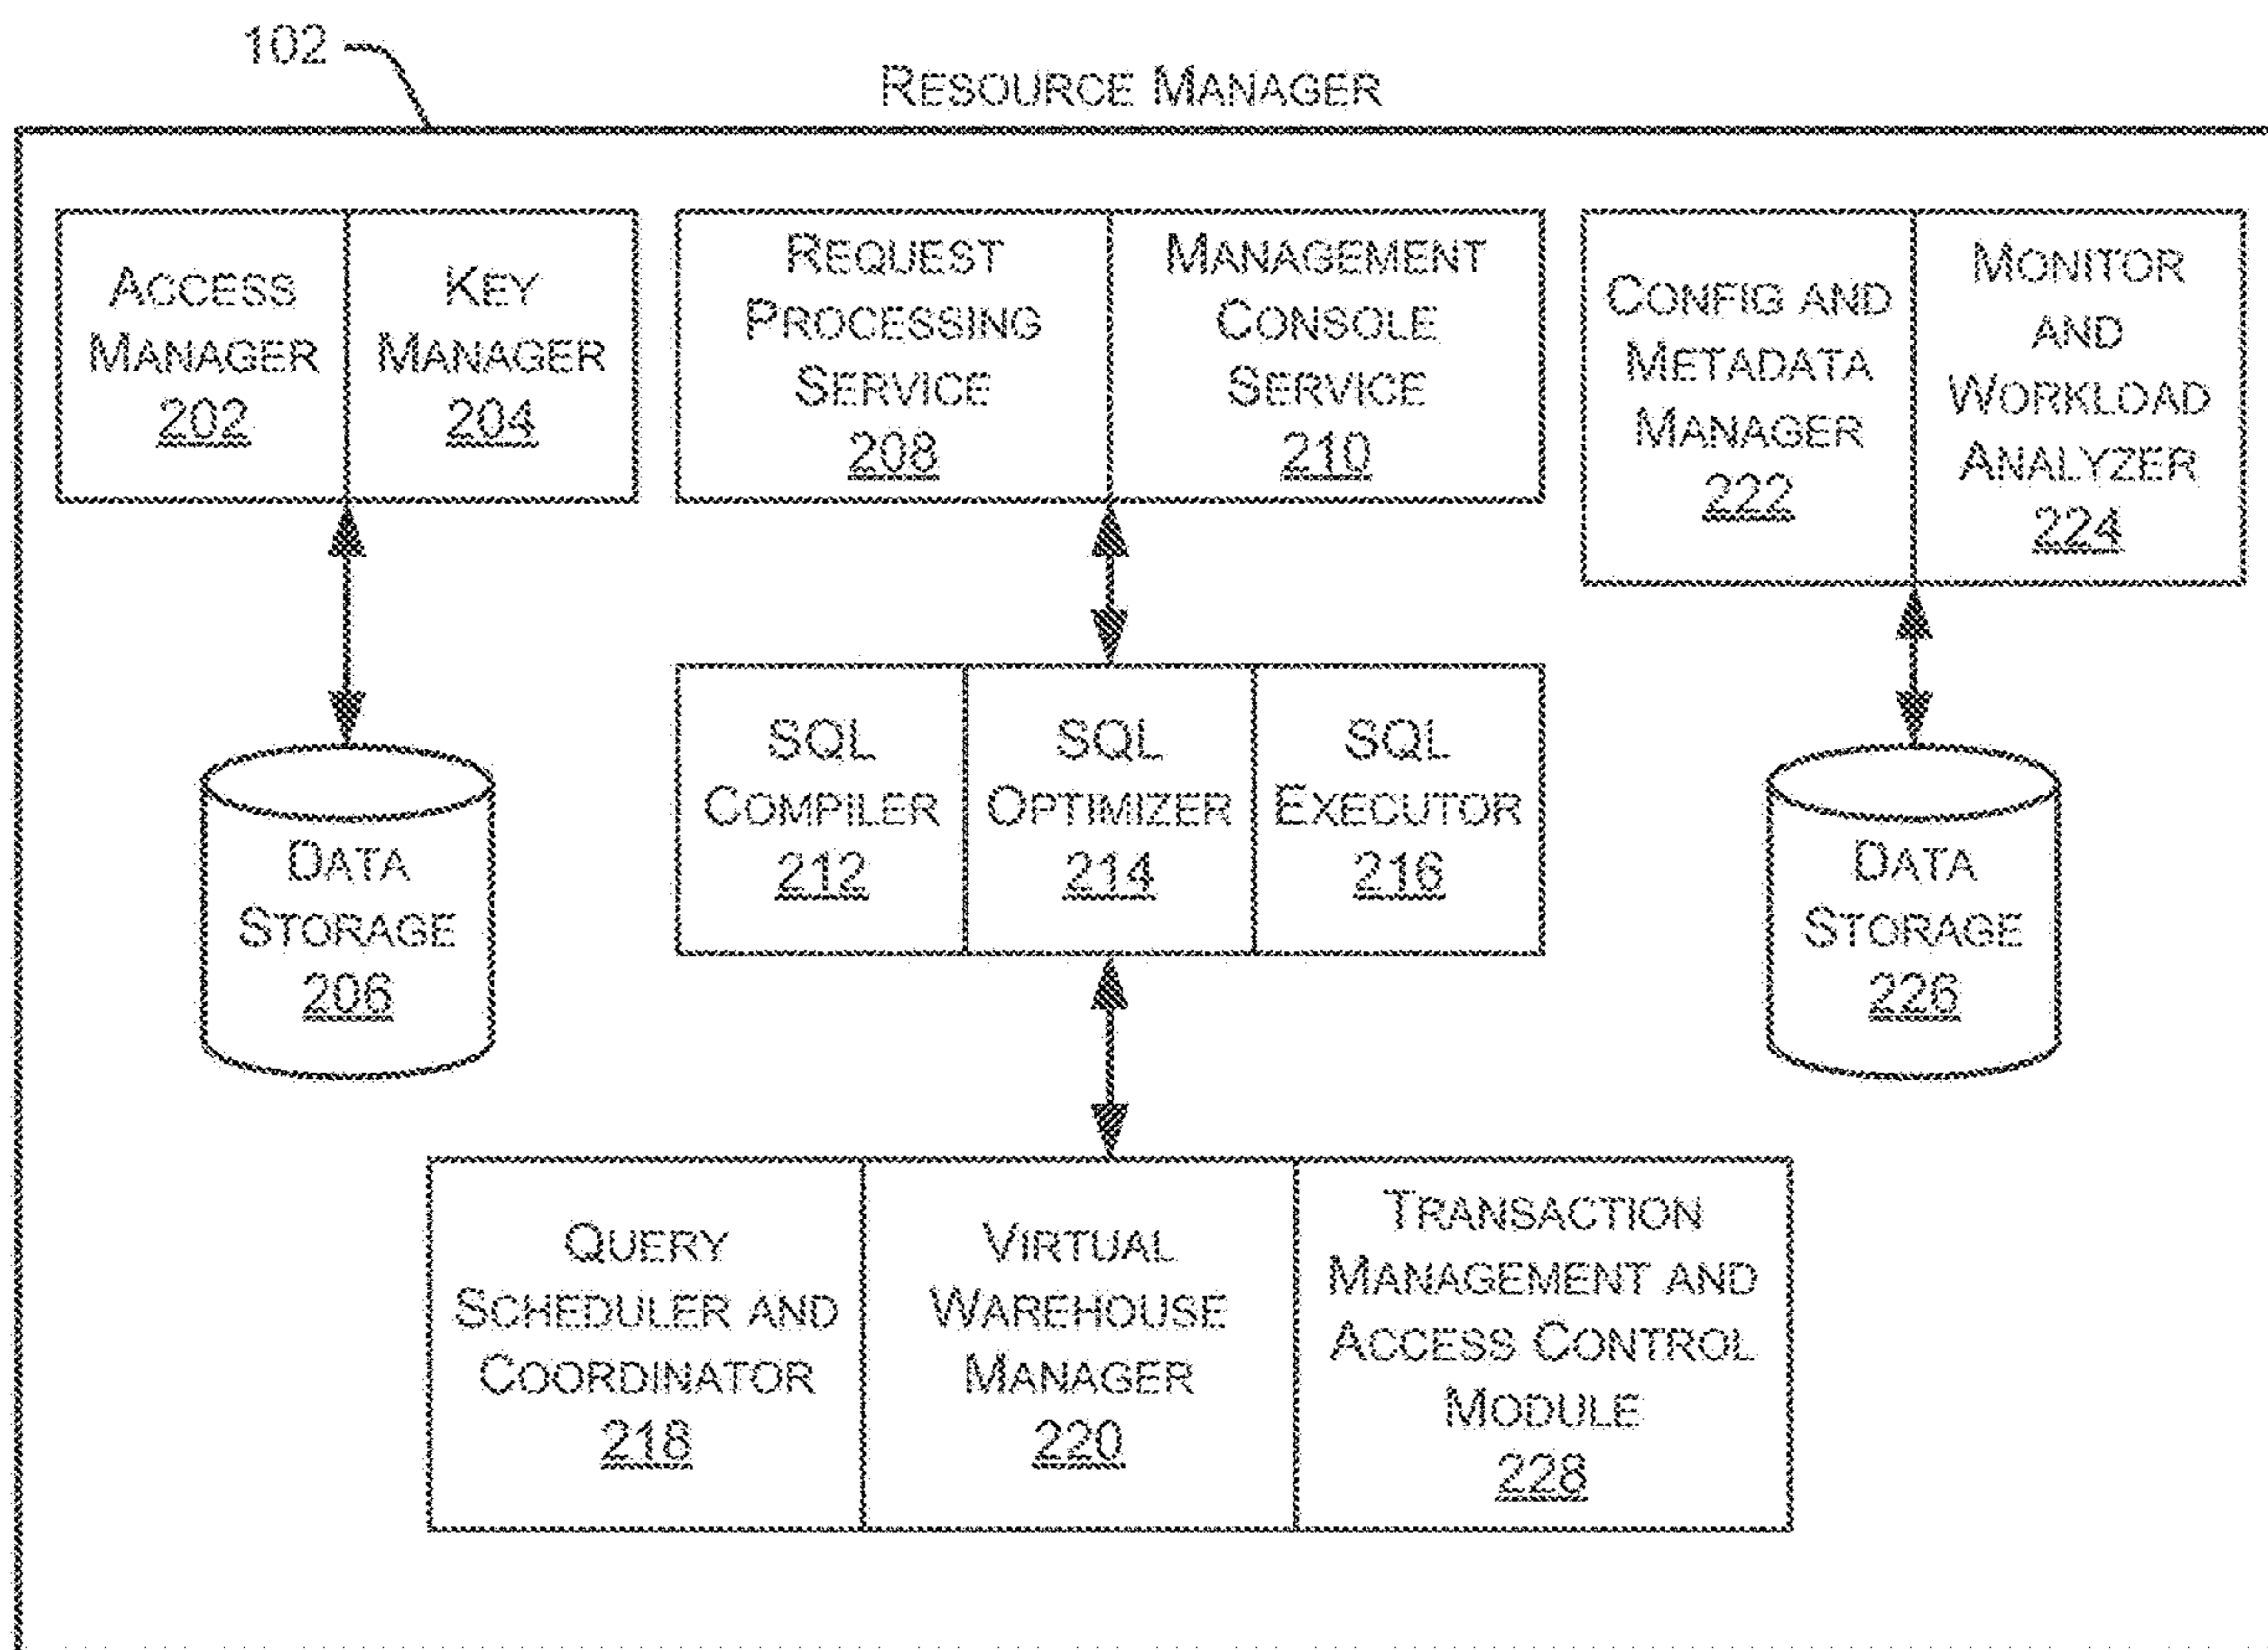 102
RESOURCE MANAGER
ACCESS
MANAGER
202
KEY
MANAGER
204
REQUEST
PROCESSING
SERVICE
208
MANAGEMENT
CONSOLE
SERVICE
210
CONFIG AND
METADATA
MANAGER
222
MONITOR
AND
WORKLOAD
ANALYZER
224
DATA
STORAGE
206
SQL
COMPILER
212
SQL
OPTIMIZER
214
SQL
EXECUTOR
216
DATA
STORAGE
226
QUERY
SCHEDULER AND
COORDINATOR
218
VIRTUAL
WAREHOUSE
MANAGER
220
TRANSACTION
MANAGEMENT AND
ACCESS CONTROL
MODULE
228